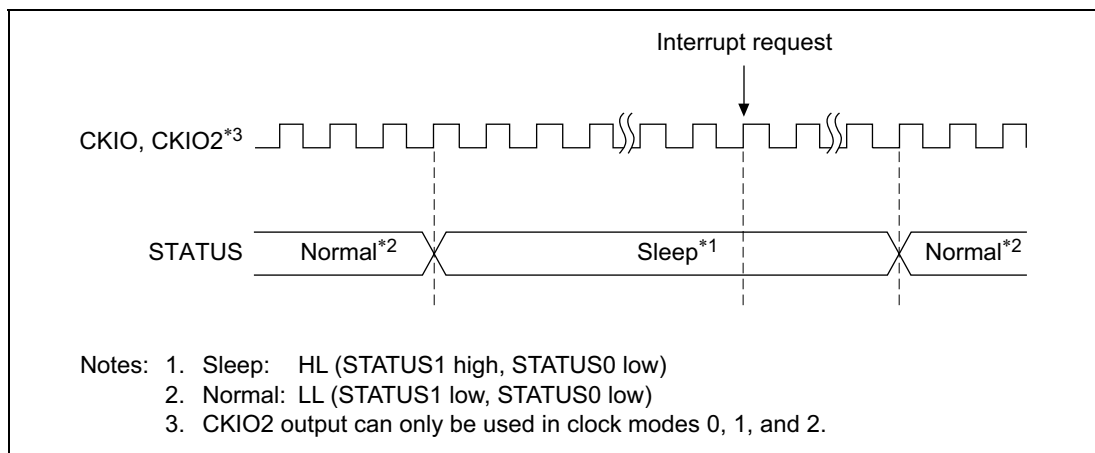 Interrupt request
CKIO, CKIO2*3
STATUS Normal*2 Sleep*1 Normal*2
Notes: 1. Sleep: HL (STATUS1 high, STATUS0 low)
2. Normal: LL (STATUS1 low, STATUS0 low)
3. CKIO2 output can only be used in clock modes 0, 1, and 2.